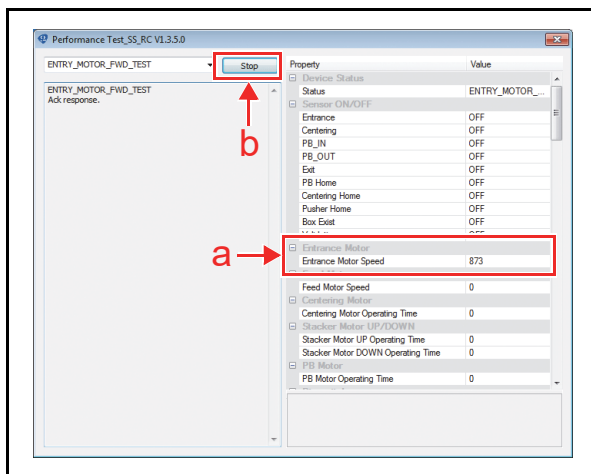 Performance Test_SS_RC V1.3.5.0
ENTRY_MOTOR_FWD_TEST
Stop
ENTRY_MOTOR_FWD_TEST
Ack response.
b
a
Property Value
Device Status
Status ENTRY_MOTOR_...
Sensor ON/OFF
Entrance OFF
Centering OFF
PB_IN OFF
PB_OUT OFF
Exit OFF
PB Home OFF
Centering Home OFF
Pusher Home OFF
Box Exist OFF
OFF
Entrance Motor
Entrance Motor Speed 873
Feed Motor Speed 0
Centering Motor
Centering Motor Operating Time 0
Stacker Motor UP/DOWN
Stacker Motor UP Operating Time 0
Stacker Motor DOWN Operating Time 0
PB Motor
PB Motor Operating Time 0